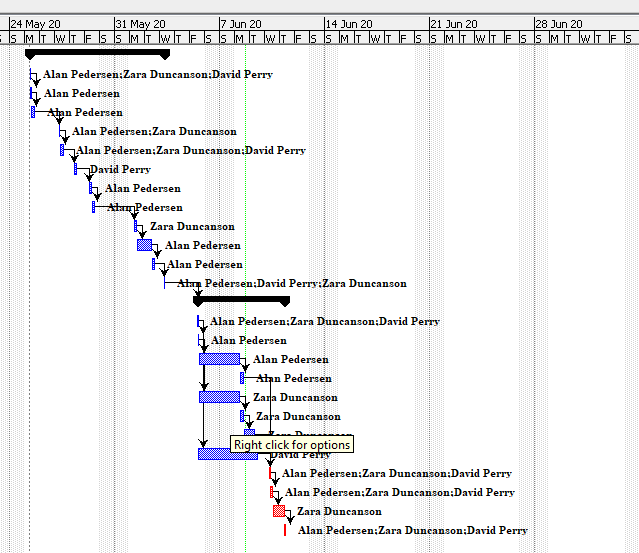 24 May 20 31 May 20 7 Jun 20 14 Jun 20 21 Jun 20 28 Jun 20
S S M T W T F S S M T W T F S S M T W T F S S M T W T F S S M T W T F S S M T W T F S
Alan Pedersen;Zara Duncanson;David Perry
Alan Pedersen
Alan Pedersen
Alan Pedersen;Zara Duncanson
Alan Pedersen;Zara Duncanson;David Perry
David Perry
Alan Pedersen
Alan Pedersen
Zara Duncanson
Alan Pedersen
Alan Pedersen
Alan Pedersen;David Perry;Zara Duncanson
Alan Pedersen;Zara Duncanson;David Perry
Alan Pedersen
Alan Pedersen
Alan Pedersen
Zara Duncanson
Zara Duncanson
Zara Duncanson
Right click for options
David Perry
Alan Pedersen;Zara Duncanson;David Perry
Alan Pedersen;Zara Duncanson;David Perry
Zara Duncanson
Alan Pedersen;Zara Duncanson;David Perry